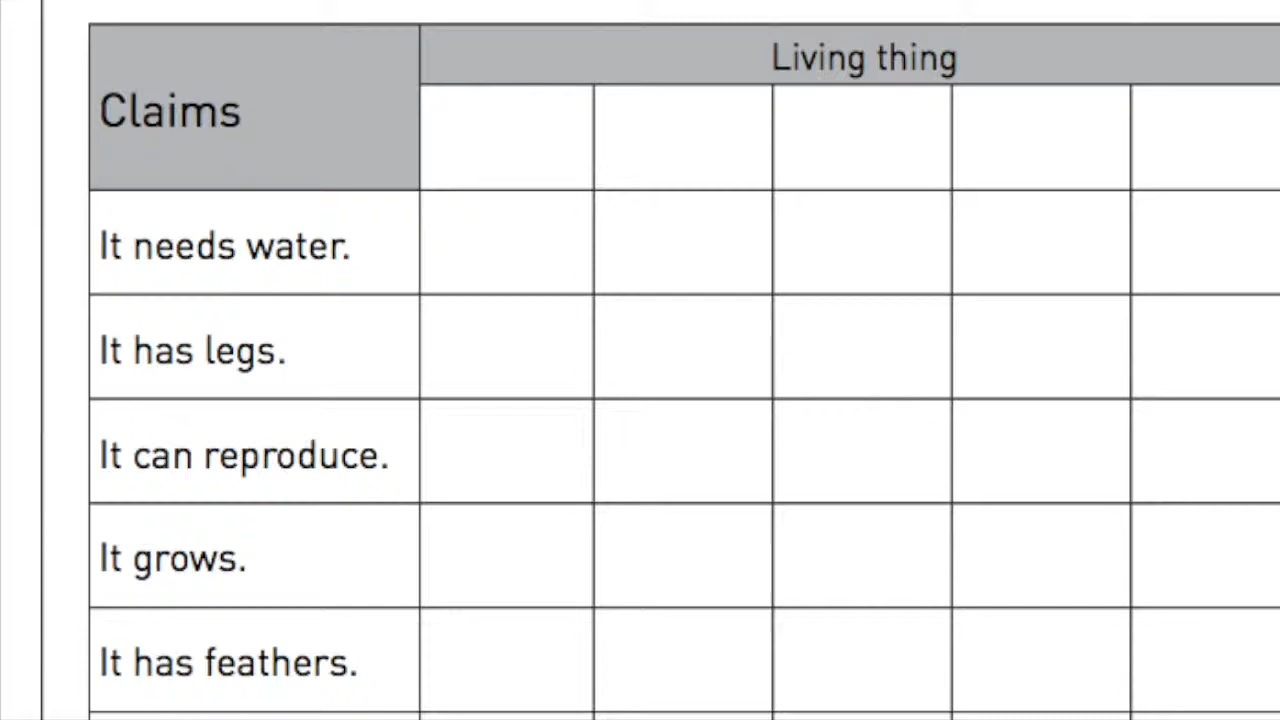 Living thing
Claims
It needs water.
It has legs.
It can reproduce.
It grows.
It has feathers.